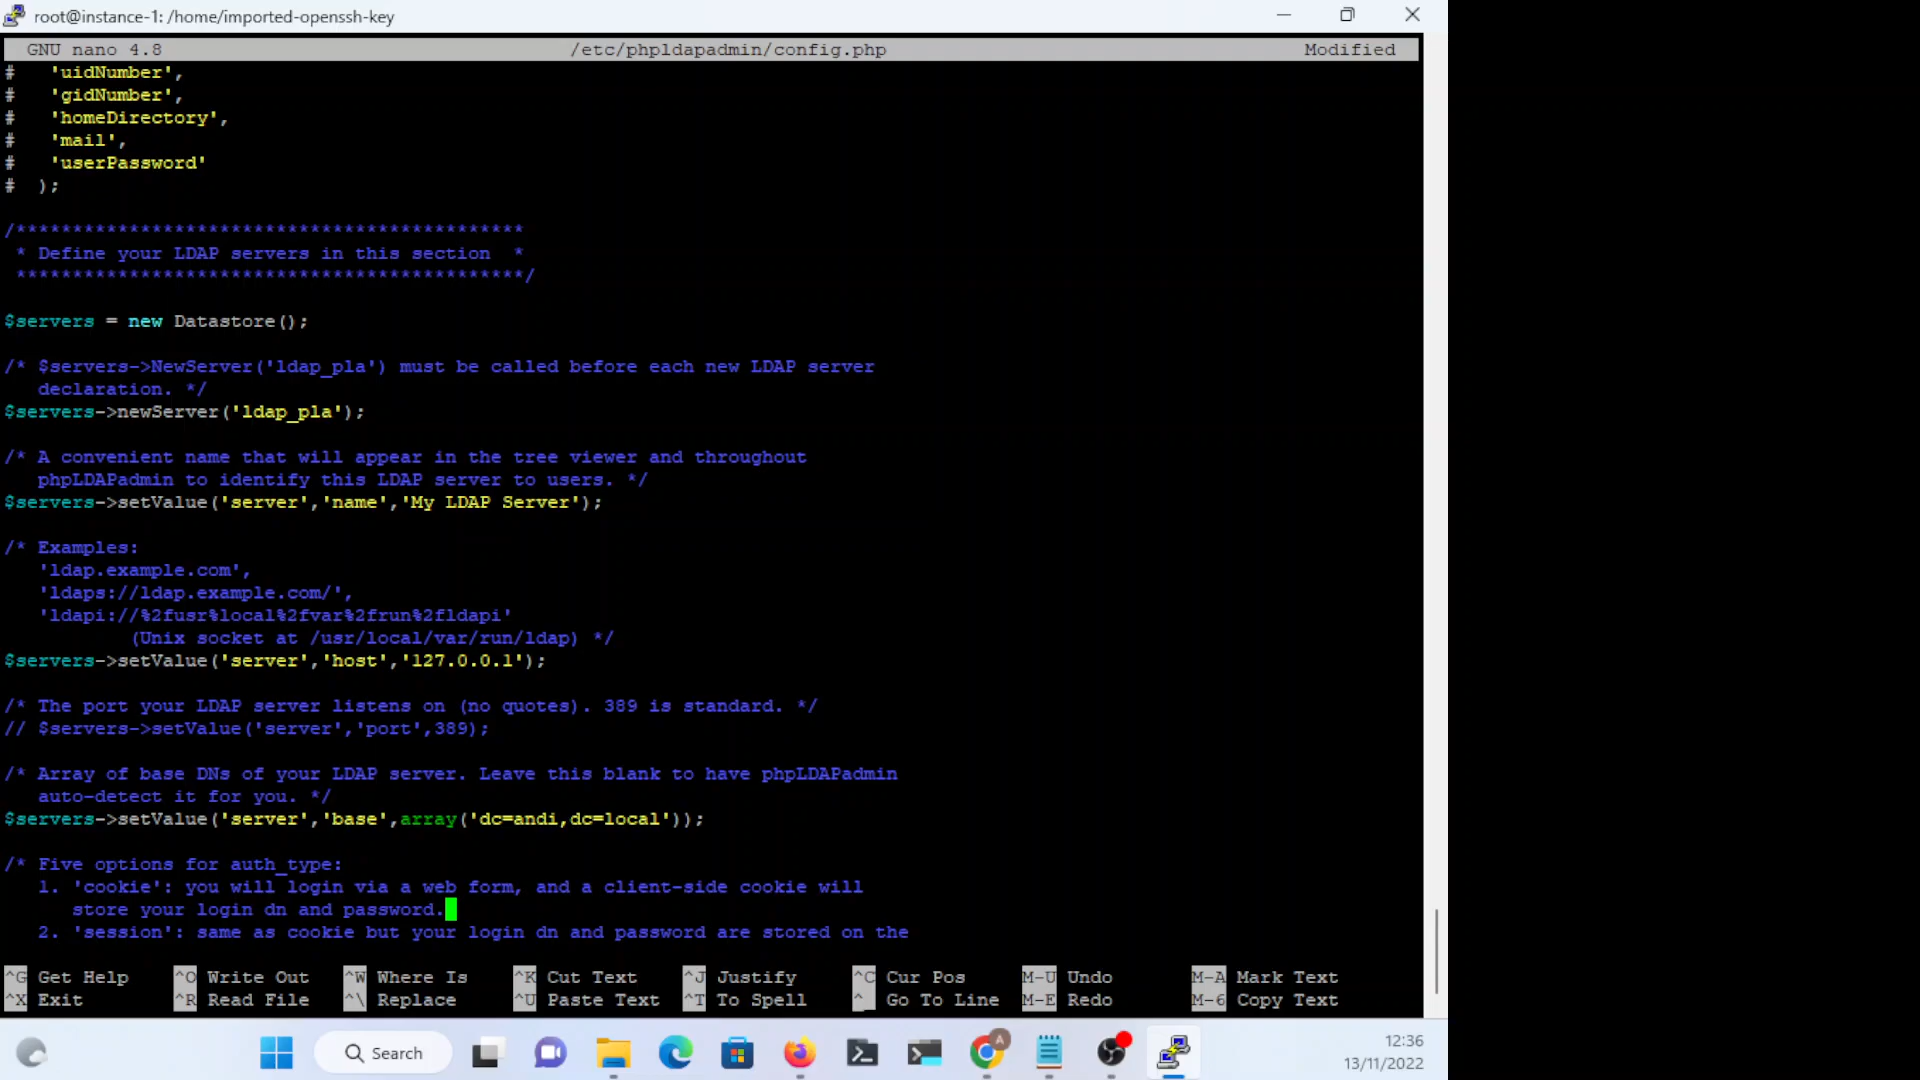 root@instance-1: /home/imported-openssh-key
GNU nano 4.8 /etc/phpldapadmin/config.php Modified
#   'uidNumber',
#   'gidNumber',
#   'homeDirectory',
#   'mail',
#   'userPassword'
#  );
/*********************************************
 * Define your LDAP servers in this section  *
 *********************************************/
$servers = new Datastore();
/* $servers->NewServer('ldap_pla') must be called before each new LDAP server
   declaration. */
$servers->newServer('ldap_pla');
/* A convenient name that will appear in the tree viewer and throughout
   phpLDAPadmin to identify this LDAP server to users. */
$servers->setValue('server','name','My LDAP Server');
/* Examples:
   'ldap.example.com',
   'ldaps://ldap.example.com/',
   'ldapi://%2fusr%local%2fvar%2frun%2fldapi'
           (Unix socket at /usr/local/var/run/ldap) */
$servers->setValue('server','host','127.0.0.1');
/* The port your LDAP server listens on (no quotes). 389 is standard. */
// $servers->setValue('server','port',389);
/* Array of base DNs of your LDAP server. Leave this blank to have phpLDAPadmin
   auto-detect it for you. */
$servers->setValue('server','base',array('dc=andi,dc=local'));
/* Five options for auth_type:
   1. 'cookie': you will login via a web form, and a client-side cookie will
      store your login dn and password.
   2. 'session': same as cookie but your login dn and password are stored on the
^G Get Help ^O Write Out ^W Where Is ^K Cut Text ^J Justify ^C Cur Pos M-U Undo M-A Mark Text
^X Exit ^R Read File ^\ Replace ^U Paste Text ^T To Spell ^_ Go To Line M-E Redo M-6 Copy Text
Search
A
12:36
13/11/2022